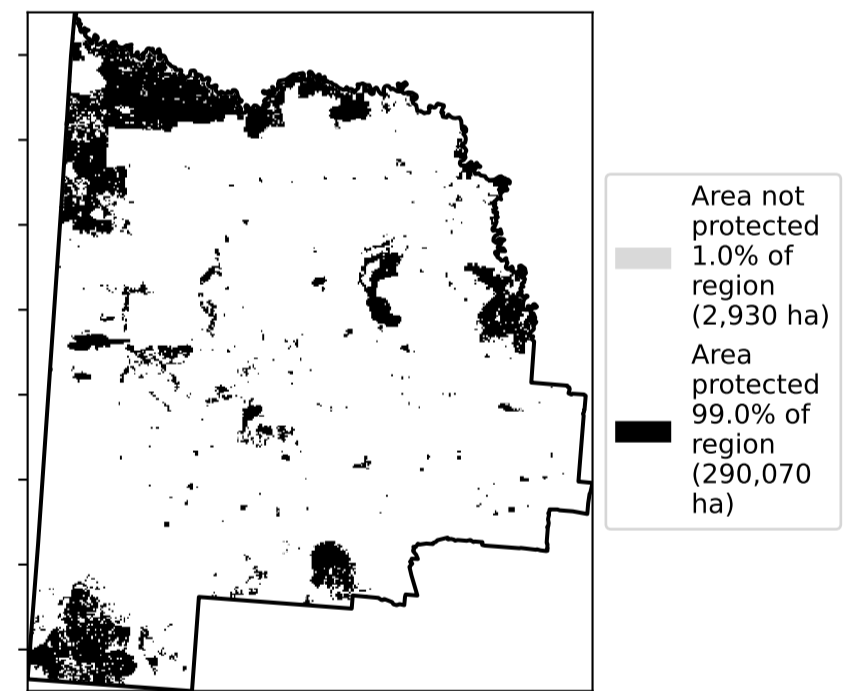 Area not
protected
1.0% of
region
(2,930 ha)
Area
protected
99.0% of
region
(290,070
ha)